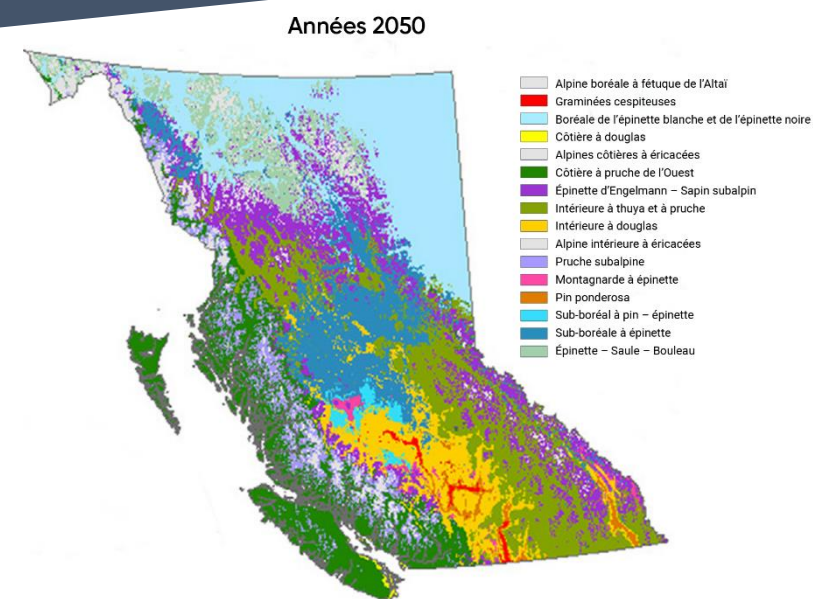 Années 2050
Alpine boréale à fétuque de l'Altaï
Graminées cespiteuses
Boréale de l'épinette blanche et de l'épinette noire
Côtière à douglas
Alpines côtières à éricacées
Côtière à pruche de l'Ouest
Épinette d'Engelmann – Sapin subalpin
Intérieure à thuya et à pruche
Intérieure à douglas
Alpine intérieure à éricacées
Pruche subalpine
Montagnarde à épinette
Pin ponderosa
Sub-boréal à pin – épinette
Sub-boréale à épinette
Épinette – Saule – Bouleau